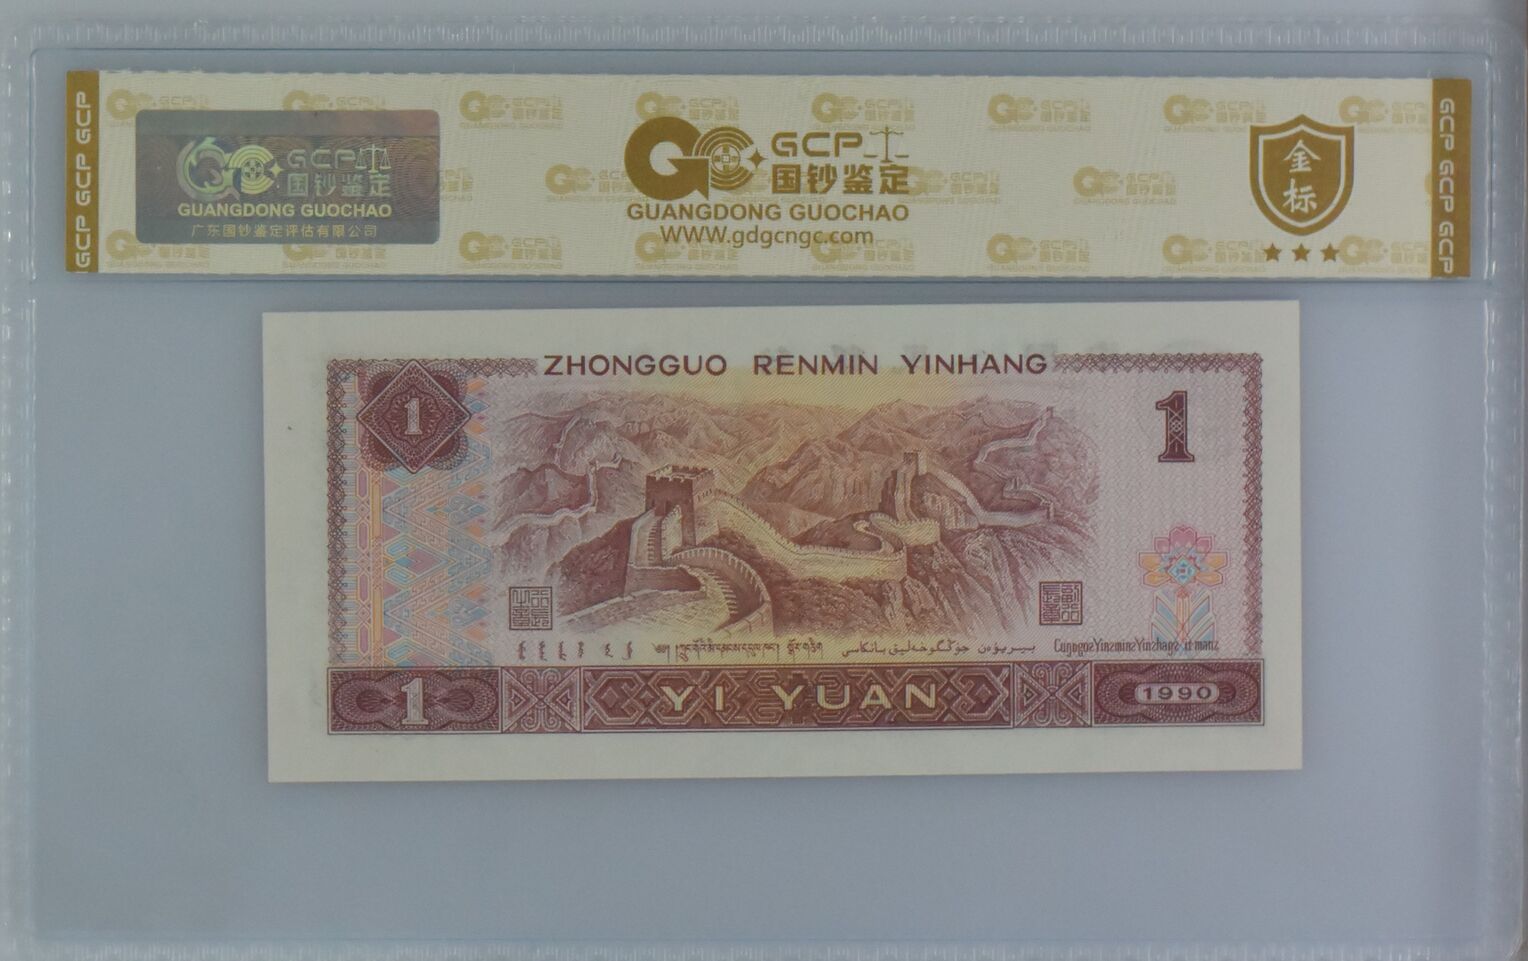 GCP GCP GCP
GCP
国钞鉴定
GUANGDONG GUOCHAO
广东国钞鉴定评估有限公司
GCP
国钞鉴定
GUANGDONG GUOCHAO
WWW.gdgcngc.com
金
标
GCP GCP GCP
ZHONGGUO RENMIN YINHANG
1
1
1
YI YUAN
1990